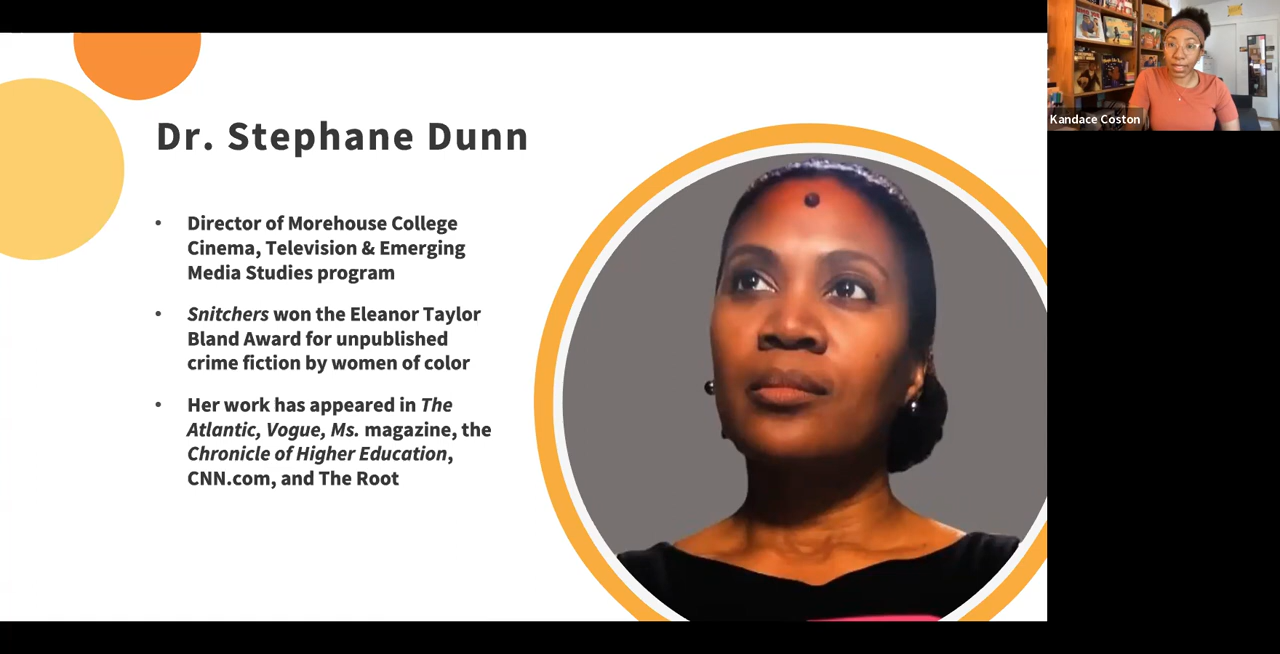 Dr. Stephane Dunn
• Director of Morehouse College
Cinema, Television & Emerging
Media Studies program
• Snitchers won the Eleanor Taylor
Bland Award for unpublished
crime fiction by women of color
• Her work has appeared in The
Atlantic, Vogue, Ms. magazine, the
Chronicle of Higher Education,
CNN.com, and The Root
Kandace Coston